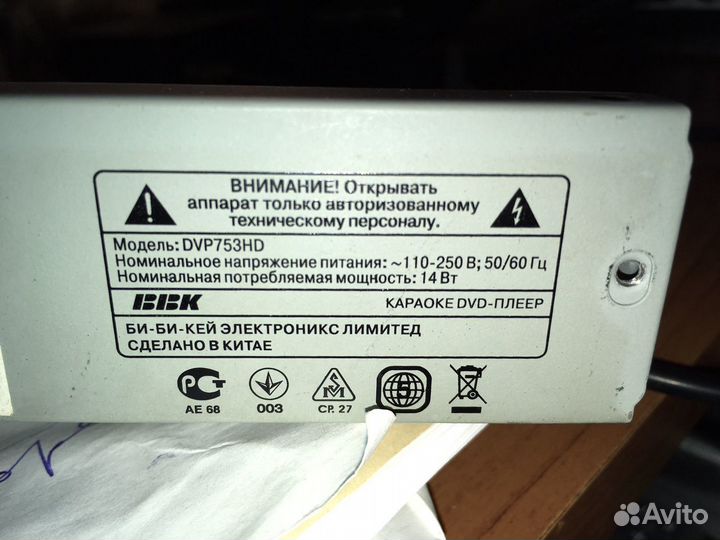 ВНИМАНИЕ! Открывать
аппарат только авторизованному
техническому персоналу.
Модель: DVP753HD
Номинальное напряжение питания: ~110-250 В; 50/60 Гц
Номинальная потребляемая мощность: 14 Вт
BBK КАРАОКЕ DVD-ПЛЕЕР
БИ-БИ-КЕЙ ЭЛЕКТРОНИКС ЛИМИТЕД
СДЕЛАНО В КИТАЕ
5
АЕ 68 003 СР. 27
Avito